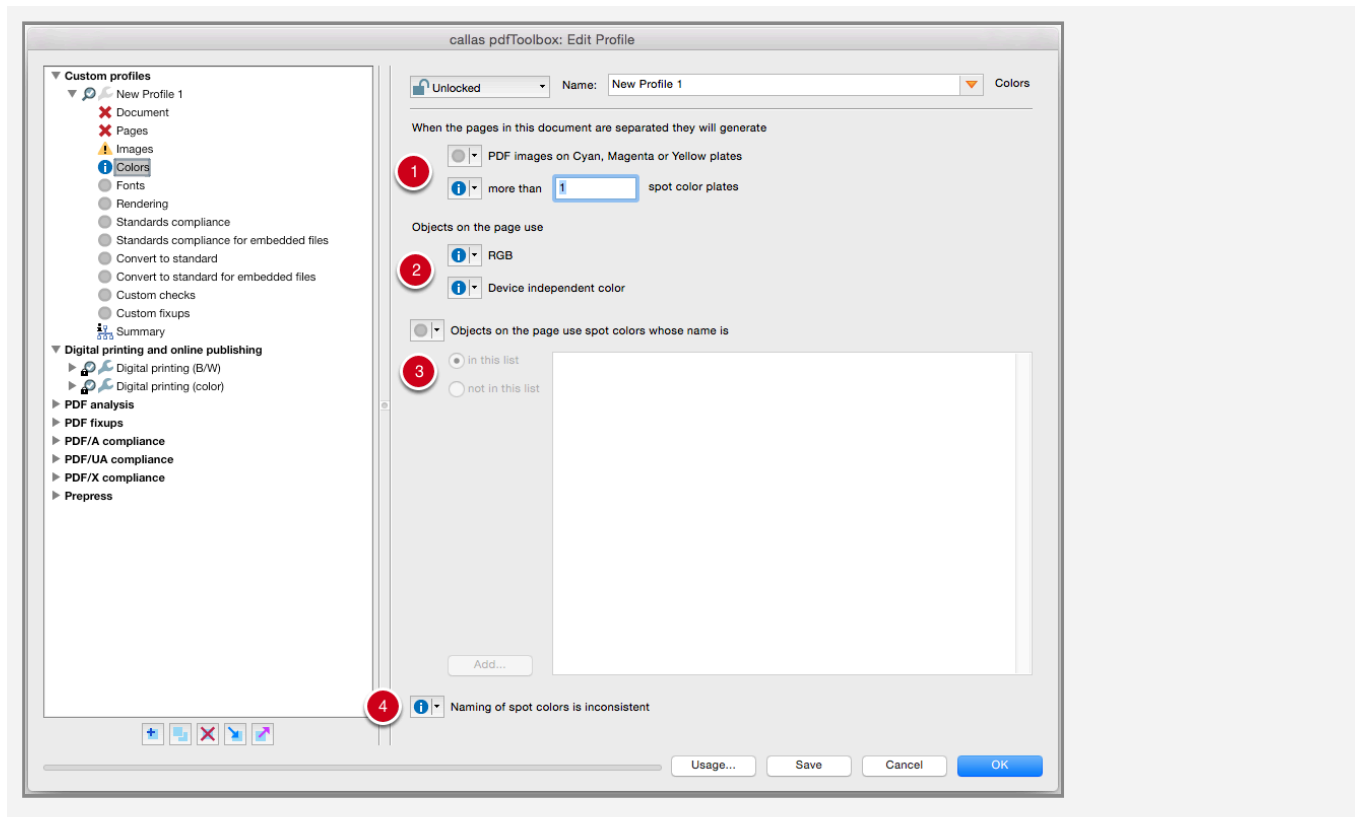 callas pdfToolbox: Edit Profile
Custom profiles
New Profile 1
Document
Pages
Images
Colors
Fonts
Rendering
Standards compliance
Standards compliance for embedded files
Convert to standard
Convert to standard for embedded files
Custom checks
Custom fixups
Summary
Digital printing and online publishing
Digital printing (B/W)
Digital printing (color)
PDF analysis
PDF fixups
PDF/A compliance
PDF/UA compliance
PDF/X compliance
Prepress
Unlocked Name: New Profile 1 Colors
When the pages in this document are separated they will generate
1
PDF images on Cyan, Magenta or Yellow plates
more than 1 spot color plates
Objects on the page use
2
RGB
Device independent color
Objects on the page use spot colors whose name is
3
in this list
not in this list
Add...
4 Naming of spot colors is inconsistent
Usage... Save Cancel OK